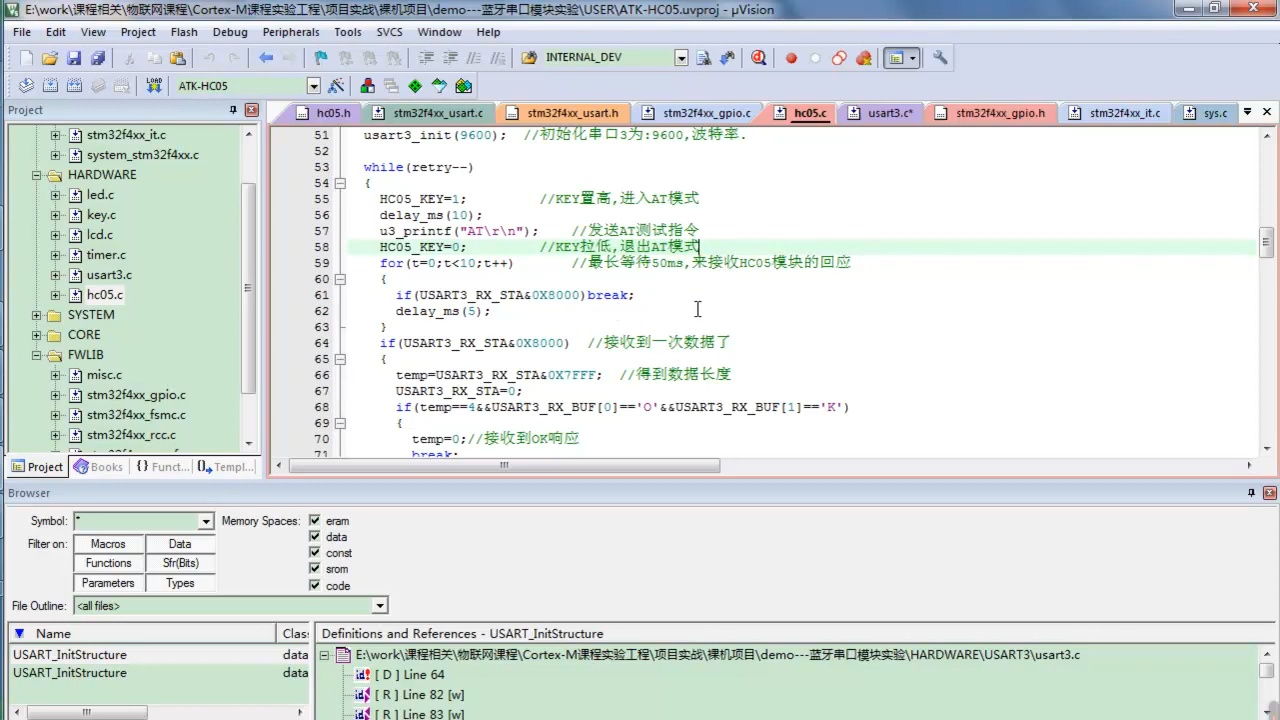 E:\work\课程相关\物联网课程\Cortex-M课程实验工程\项目实战\裸机项目\demo---蓝牙串口模块实验\USER\ATK-HC05.uvproj - µVision
File Edit View Project Flash Debug Peripherals Tools SVCS Window Help
INTERNAL_DEV
LOAD ATK-HC05
Project
hc05.h stm32f4xx_usart.c stm32f4xx_usart.h stm32f4xx_gpio.c hc05.c usart3.c* stm32f4xx_gpio.h stm32f4xx_it.c sys.c
stm32f4xx_it.c
system_stm32f4xx.c
HARDWARE
led.c
key.c
lcd.c
timer.c
usart3.c
hc05.c
SYSTEM
CORE
FWLIB
misc.c
stm32f4xx_gpio.c
stm32f4xx_fsmc.c
stm32f4xx_rcc.c
Project Books {} Funct... Templ...
51 usart3_init(9600); //初始化串口3为:9600,波特率.
52
53 while(retry--)
54 {
55 HC05_KEY=1; //KEY置高,进入AT模式
56 delay_ms(10);
57 u3_printf("AT\r\n"); //发送AT测试指令
58 HC05_KEY=0; //KEY拉低,退出AT模式
59 for(t=0;t<10;t++) //最长等待50ms,来接收HC05模块的回应
60 {
61 if(USART3_RX_STA&0X8000)break;
62 delay_ms(5);
63 }
64 if(USART3_RX_STA&0X8000) //接收到一次数据了
65 {
66 temp=USART3_RX_STA&0X7FFF; //得到数据长度
67 USART3_RX_STA=0;
68 if(temp==4&&USART3_RX_BUF[0]=='O'&&USART3_RX_BUF[1]=='K')
69 {
70 temp=0;//接收到OK响应
71 break;
Browser
Symbol: * Memory Spaces: eram
Filter on: Macros Data data
const
Functions Sfr(Bits) srom
Parameters Types code
File Outline: <all files>
Name Clas
USART_InitStructure data
USART_InitStructure data
Definitions and References - USART_InitStructure
E:\work\课程相关\物联网课程\Cortex-M课程实验工程\项目实战\裸机项目\demo---蓝牙串口模块实验\HARDWARE\USART3\usart3.c
[ D ] Line 64
[ R ] Line 82 [w]
[ R ] Line 83 [w]